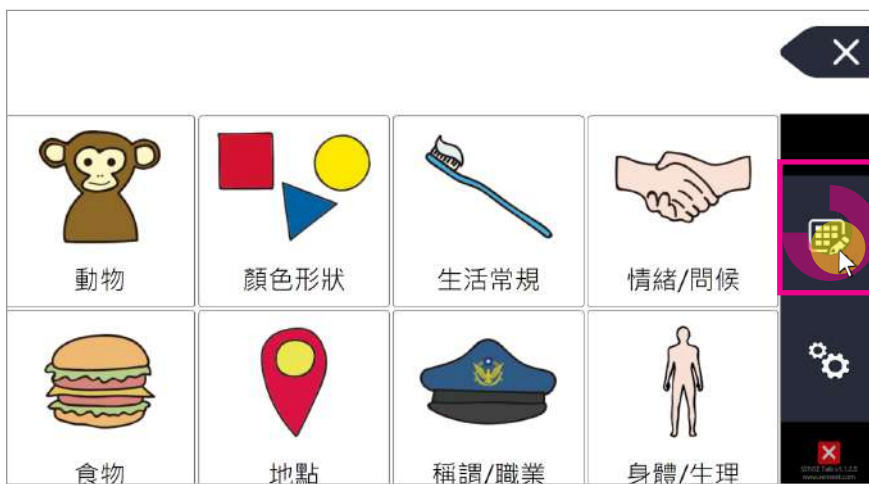 動物
顏色形狀
生活常規
情緒/問候
食物
地點
稱謂/職業
身體/生理